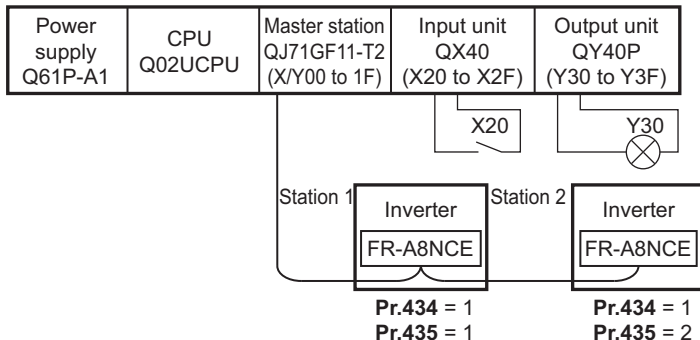 Power
supply
Q61P-A1
CPU
Q02UCPU
Master station
QJ71GF11-T2
(X/Y00 to 1F)
Input unit
QX40
(X20 to X2F)
Output unit
QY40P
(Y30 to Y3F)
X20
Y30
Station 1
Inverter
FR-A8NCE
Station 2
Inverter
FR-A8NCE
Pr.434 = 1
Pr.435 = 1
Pr.434 = 1
Pr.435 = 2